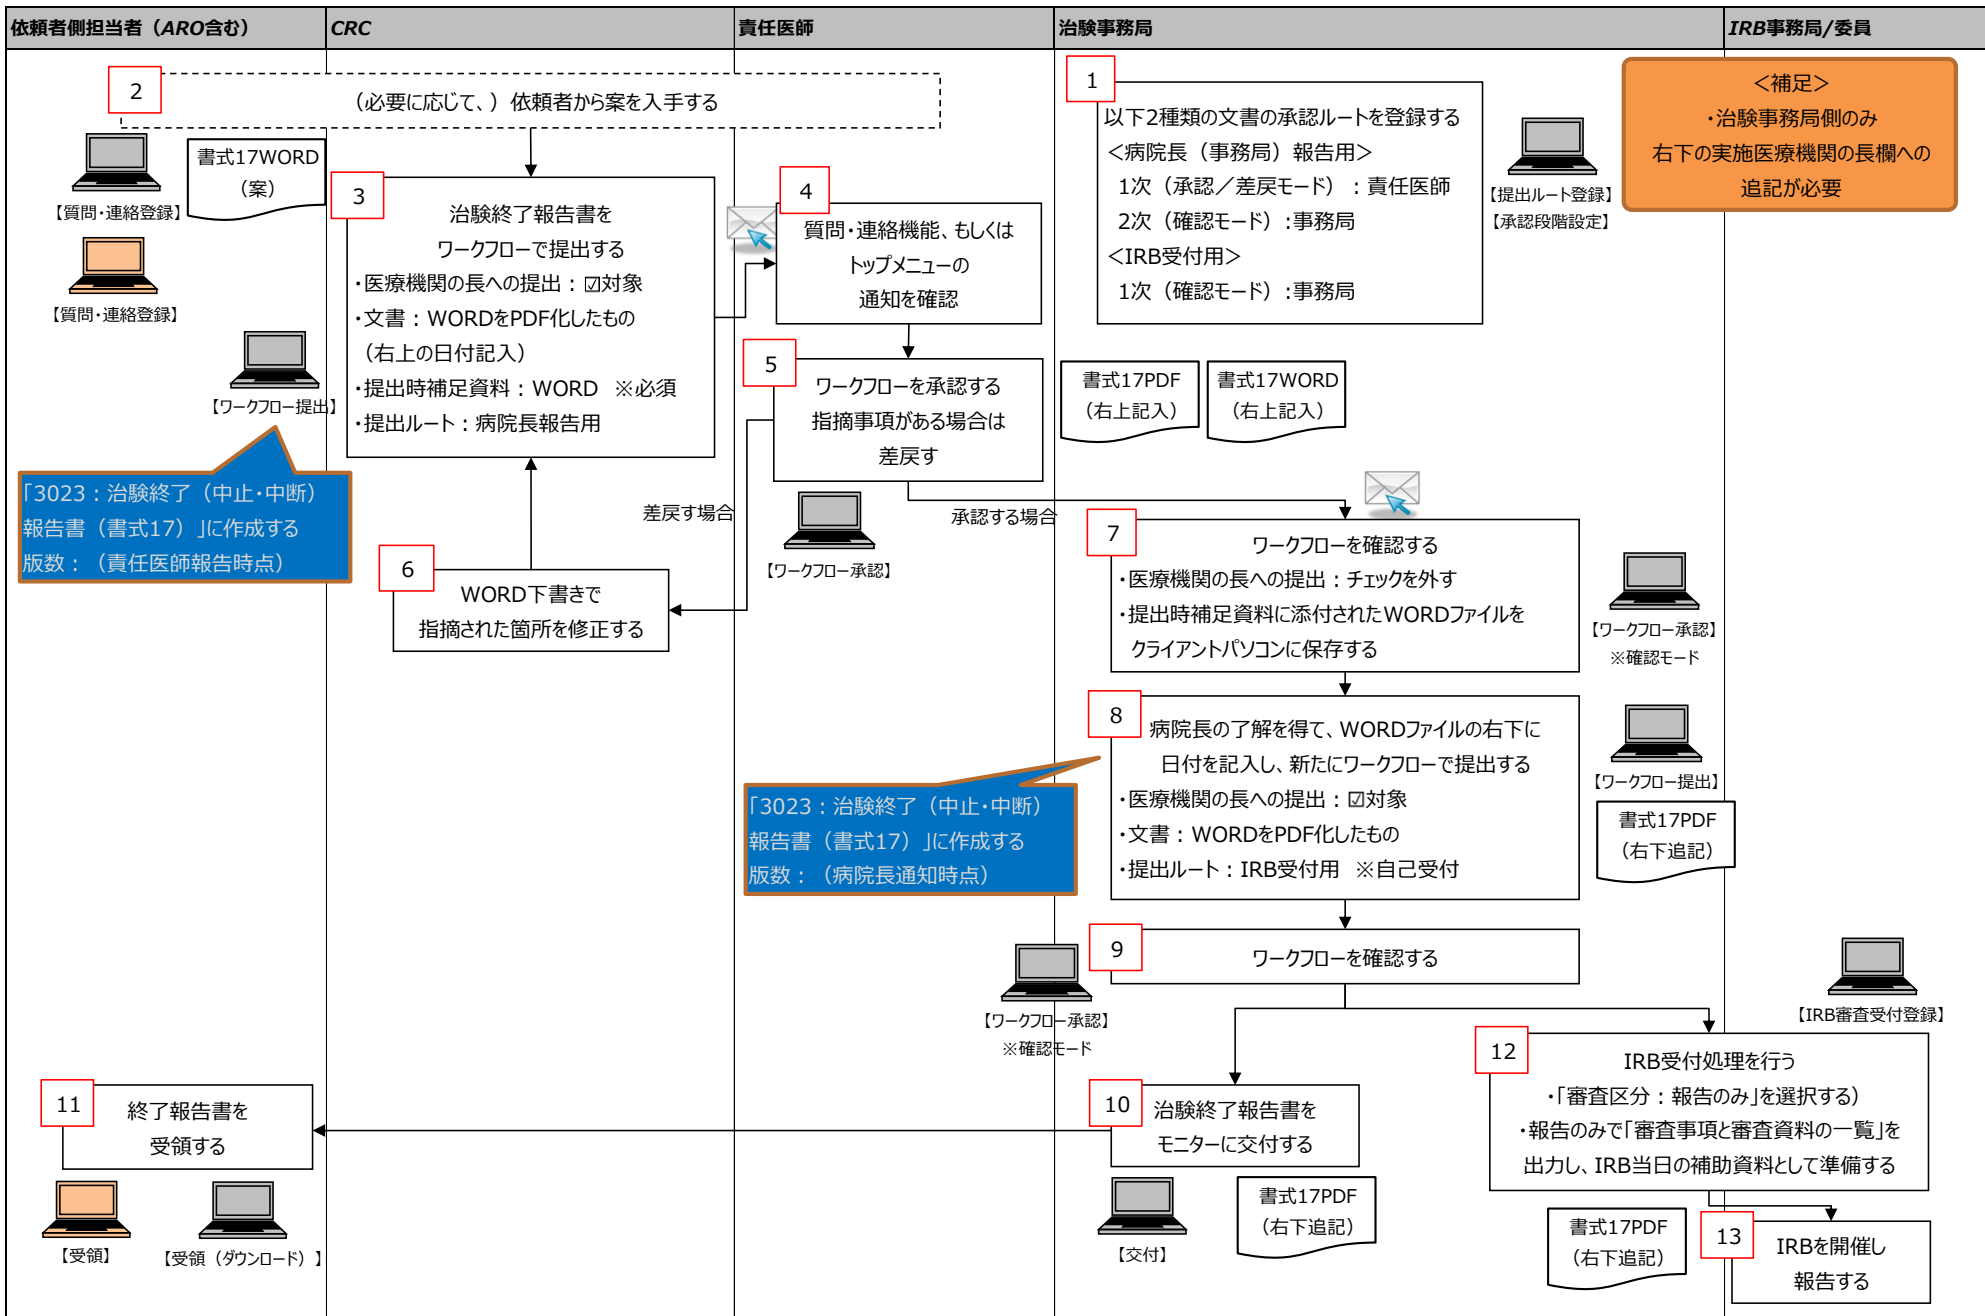 依頼者側担当者（ARO含む）
CRC
責任医師
治験事務局
IRB事務局/委員
2
（必要に応じて、）依頼者から案を入手する
【質問・連絡登録】
書式17WORD
（案）
【質問・連絡登録】
1
以下2種類の文書の承認ルートを登録する
＜病院長（事務局）報告用＞
1次（承認／差戻モード）：責任医師
2次（確認モード）:事務局
＜IRB受付用＞
1次（確認モード）:事務局
【提出ルート登録】
【承認段階設定】
＜補足＞
・治験事務局側のみ
右下の実施医療機関の長欄への
追記が必要
3
治験終了報告書を
ワークフローで提出する
・医療機関の長への提出：☑対象
・文書：WORDをPDF化したもの
（右上の日付記入）
・提出時補足資料：WORD　※必須
・提出ルート：病院長報告用
【ワークフロー提出】
「3023：治験終了（中止・中断）
報告書（書式17）」に作成する
版数：（責任医師報告時点）
4
質問・連絡機能、もしくは
トップメニューの
通知を確認
5
ワークフローを承認する
指摘事項がある場合は
差戻す
【ワークフロー承認】
差戻す場合
承認する場合
書式17PDF
（右上記入）
書式17WORD
（右上記入）
6
WORD下書きで
指摘された箇所を修正する
7
ワークフローを確認する
・医療機関の長への提出：チェックを外す
・提出時補足資料に添付されたWORDファイルを
クライアントパソコンに保存する
【ワークフロー承認】
※確認モード
8
病院長の了解を得て、WORDファイルの右下に
日付を記入し、新たにワークフローで提出する
・医療機関の長への提出：☑対象
・文書：WORDをPDF化したもの
・提出ルート：IRB受付用　※自己受付
【ワークフロー提出】
書式17PDF
（右下追記）
「3023：治験終了（中止・中断）
報告書（書式17）」に作成する
版数：（病院長通知時点）
9
ワークフローを確認する
【ワークフロー承認】
※確認モード
【IRB審査受付登録】
10
治験終了報告書を
モニターに交付する
【交付】
書式17PDF
（右下追記）
11
終了報告書を
受領する
【受領】
【受領（ダウンロード）】
12
IRB受付処理を行う
・「審査区分：報告のみ」を選択する）
・報告のみで「審査事項と審査資料の一覧」を
出力し、IRB当日の補助資料として準備する
書式17PDF
（右下追記）
13
IRBを開催し
報告する